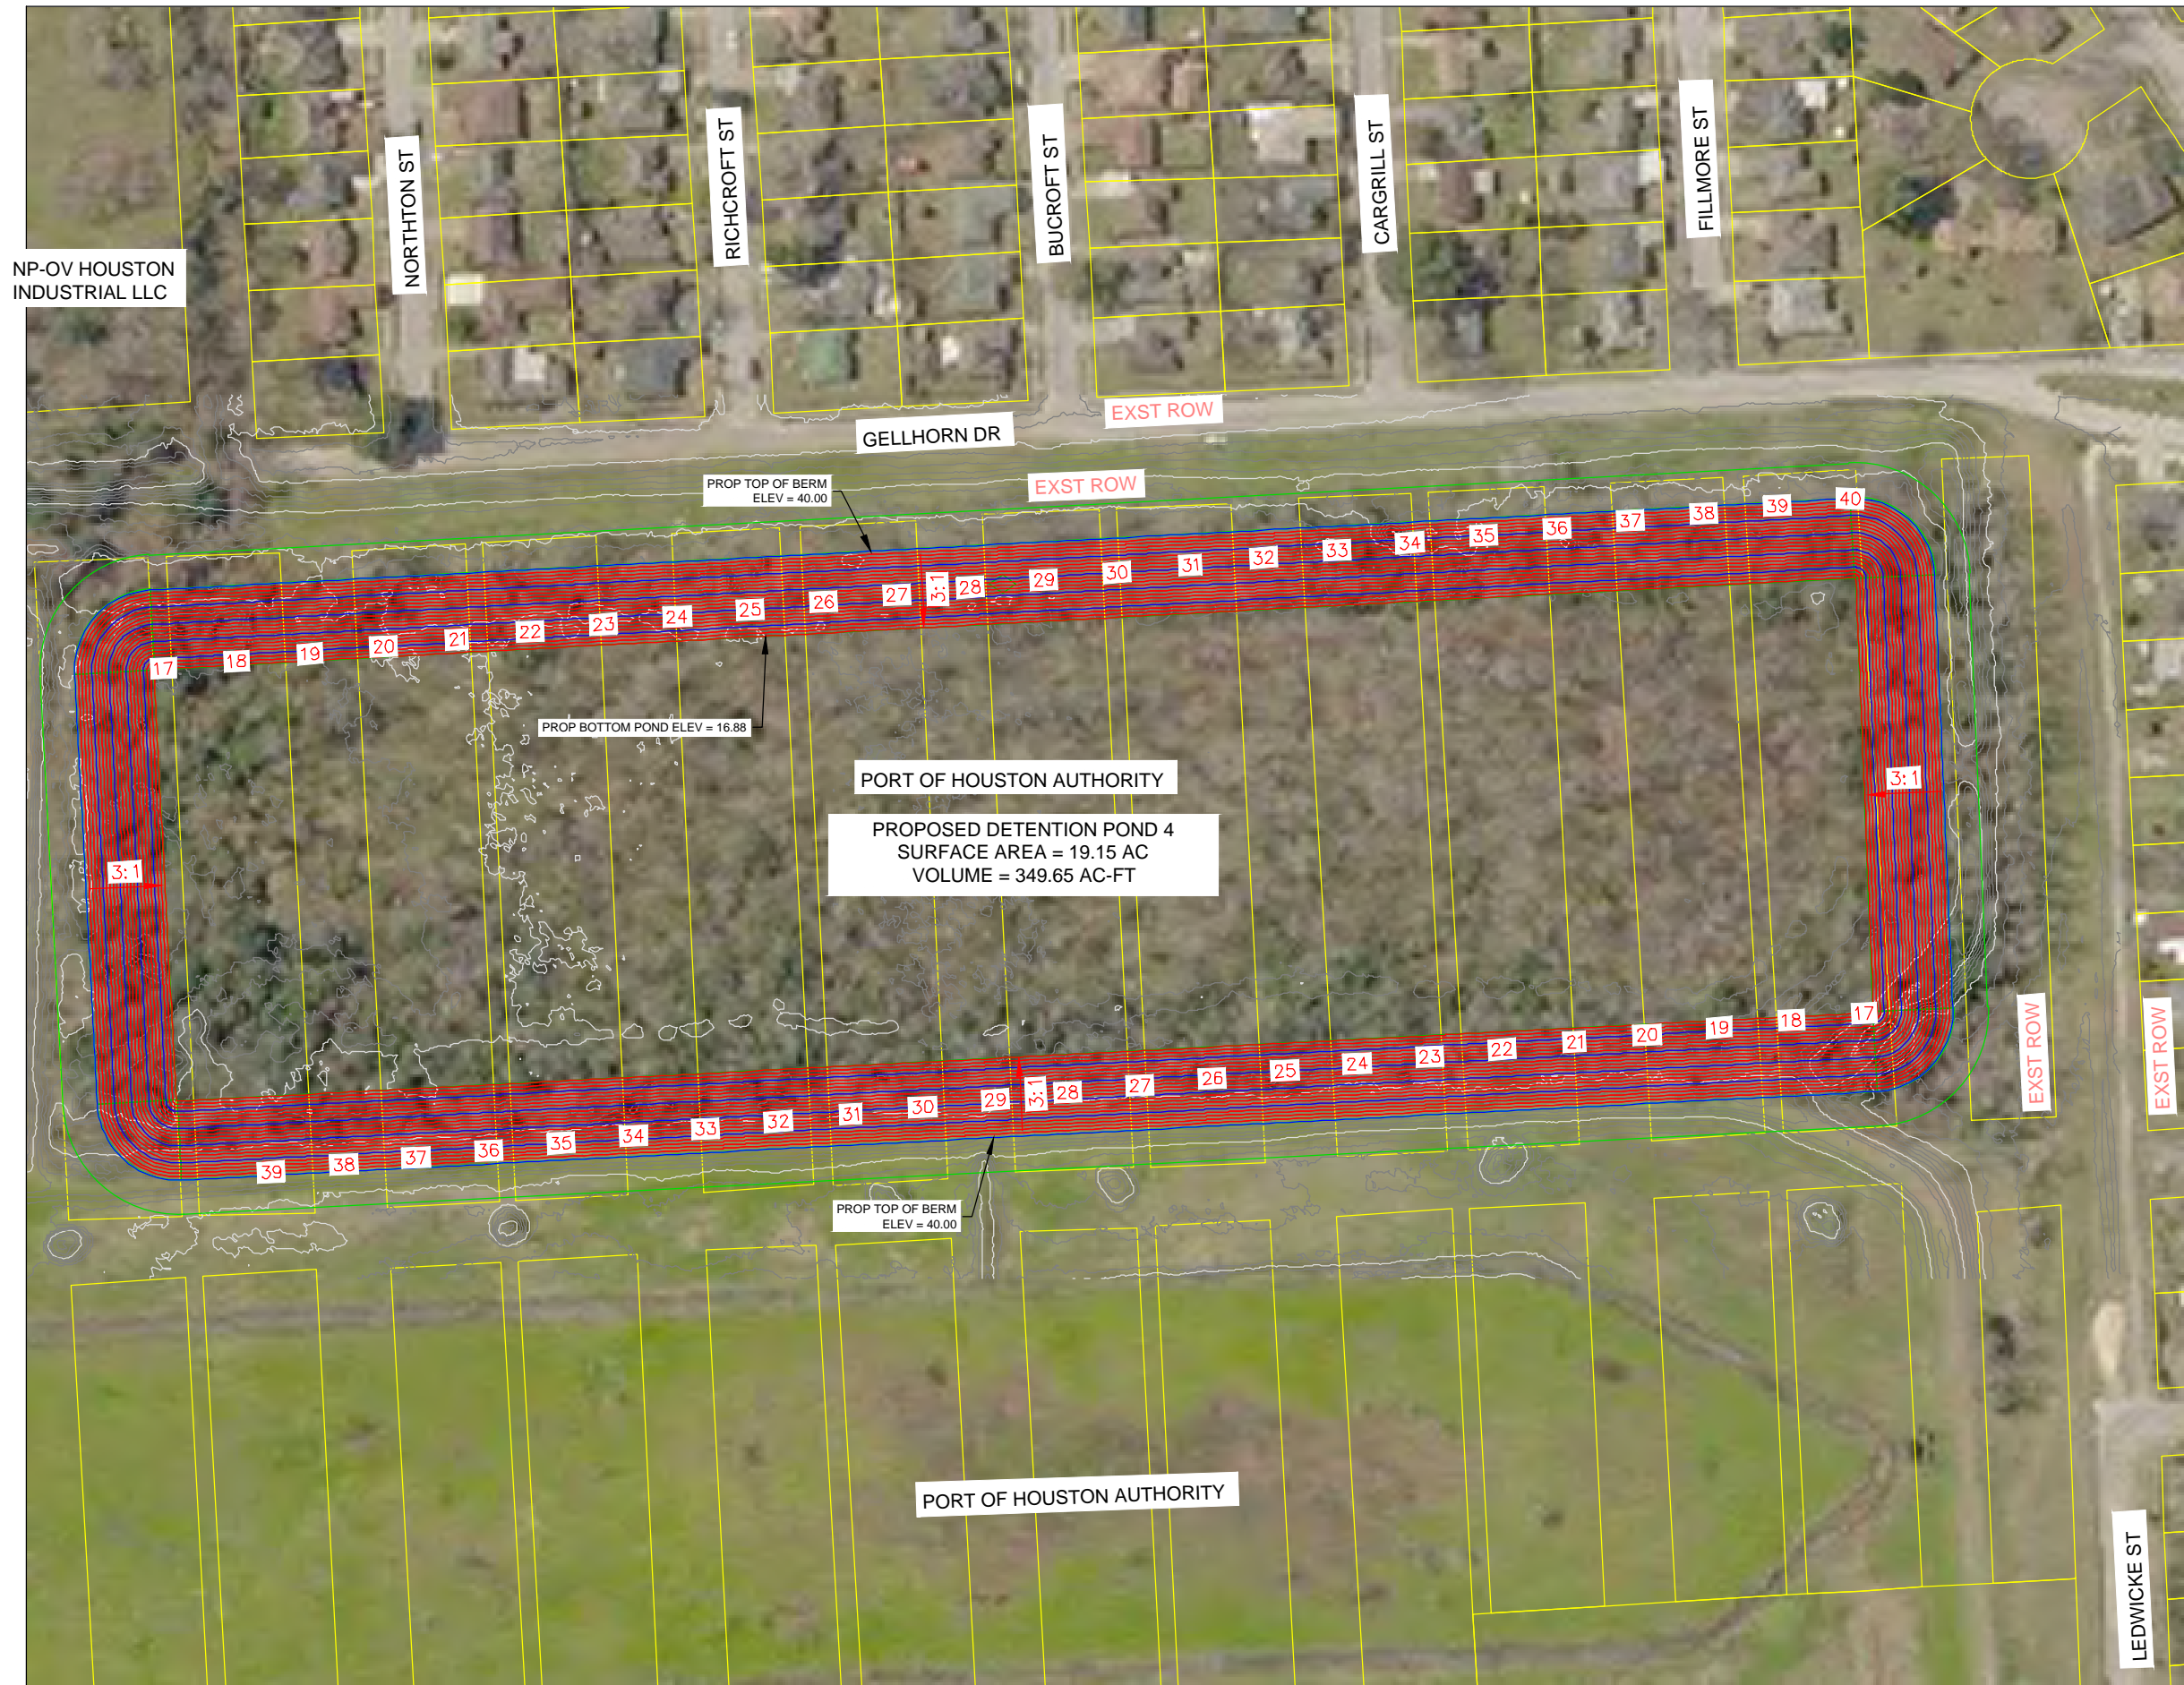 NORTHTON ST
RICHCROFT ST
BUCROFT ST
CARGRILL ST
FILLMORE ST
NP-OV HOUSTON
INDUSTRIAL LLC
EXST ROW
GELLHORN DR
EXST ROW
PROP TOP OF BERM
ELEV = 40.00
17 18 19 20 21 22 23 24 25 26 27 3:1 28 29 30 31 32 33 34 35 36 37 38 39 40
PROP BOTTOM POND ELEV = 16.88
PORT OF HOUSTON AUTHORITY
3:1
PROPOSED DETENTION POND 4
SURFACE AREA = 19.15 AC
VOLUME = 349.65 AC-FT
3:1
39 38 37 36 35 34 33 32 31 30 29 3:1 28 27 26 25 24 23 22 21 20 19 18 17
EXST ROW
EXST ROW
PROP TOP OF BERM
ELEV = 40.00
PORT OF HOUSTON AUTHORITY
LEDWICKE ST